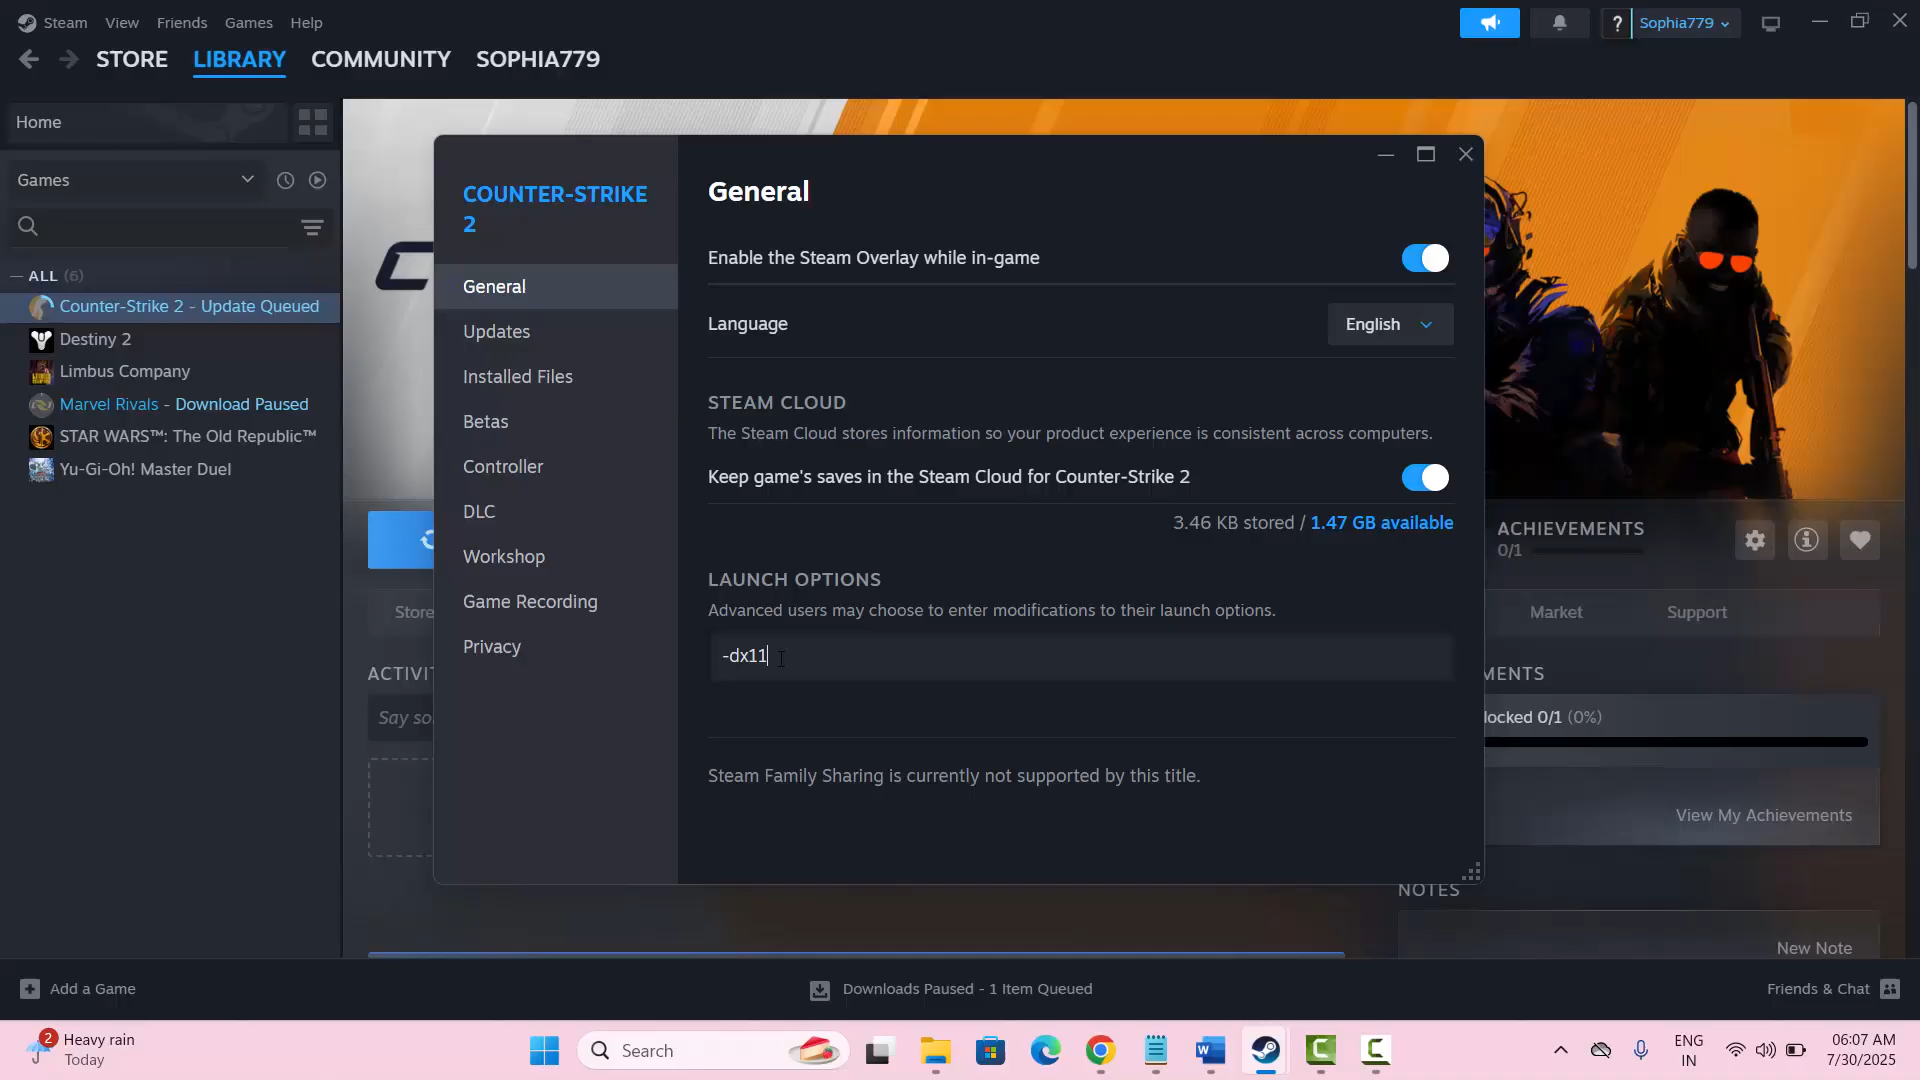 Steam View Friends Games Help
? Sophia779
STORE LIBRARY COMMUNITY SOPHIA779
Home
Games
ALL (6)
Counter-Strike 2 - Update Queued
Destiny 2
Limbus Company
Marvel Rivals - Download Paused
STAR WARS™: The Old Republic™
Yu-Gi-Oh! Master Duel
COUNTER-STRIKE
2
General
Updates
Installed Files
Betas
Controller
DLC
Workshop
Game Recording
Privacy
General
Enable the Steam Overlay while in-game
Language English
STEAM CLOUD
The Steam Cloud stores information so your product experience is consistent across computers.
Keep game's saves in the Steam Cloud for Counter-Strike 2
3.46 KB stored / 1.47 GB available
LAUNCH OPTIONS
Advanced users may choose to enter modifications to their launch options.
-dx11
Steam Family Sharing is currently not supported by this title.
ACHIEVEMENTS
0/1
Store
Market Support
View My Achievements
NOTES
New Note
Add a Game
Downloads Paused - 1 Item Queued
Friends & Chat
2
Heavy rain
Today
Search
ENG
IN
06:07 AM
7/30/2025